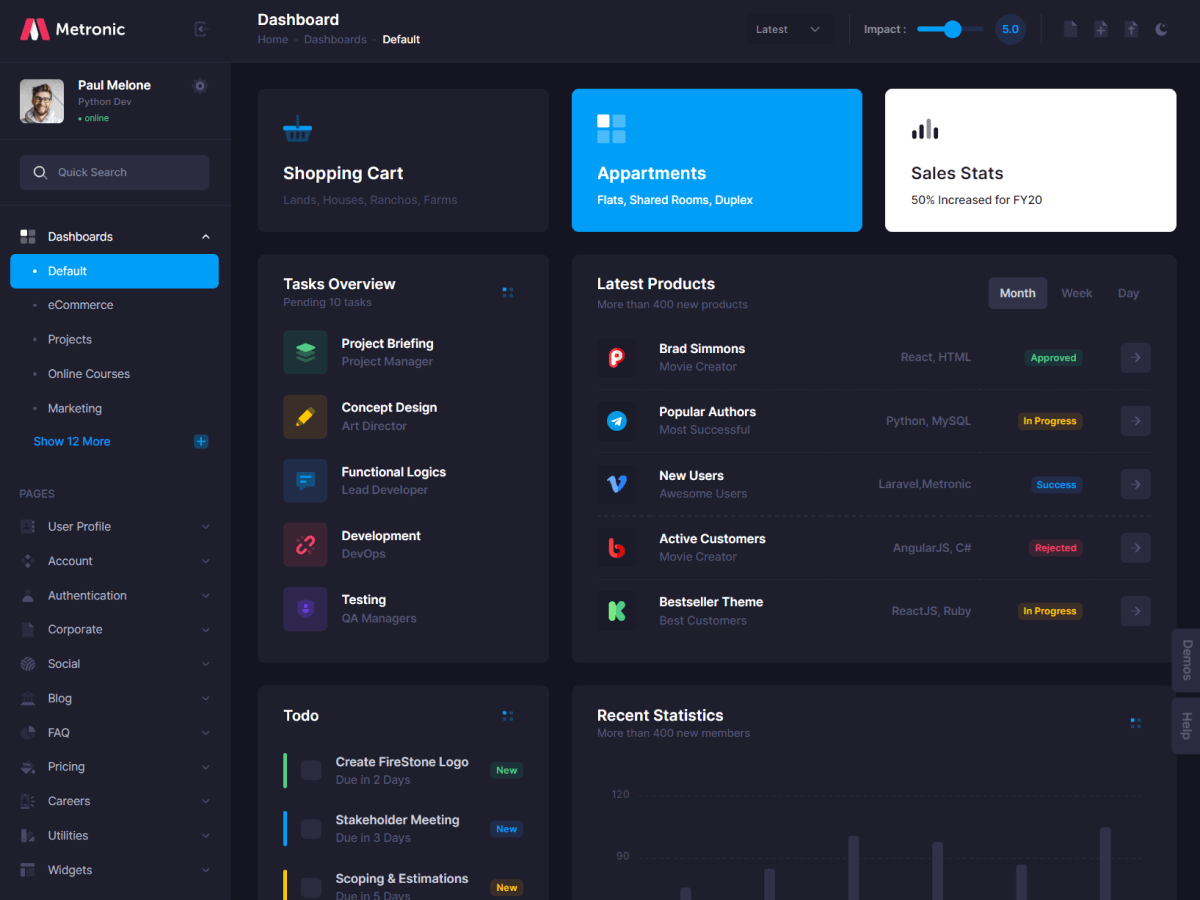 Metronic
Paul Melone
Python Dev
online
Quick Search
Dashboards
Default
eCommerce
Projects
Online Courses
Marketing
Show 12 More
PAGES
User Profile
Account
Authentication
Corporate
Social
Blog
FAQ
Pricing
Careers
Utilities
Widgets
Dashboard
Home - Dashboards - Default
Latest
Impact :
5.0
Shopping Cart
Lands, Houses, Ranchos, Farms
Appartments
Flats, Shared Rooms, Duplex
Sales Stats
50% Increased for FY20
Tasks Overview
Pending 10 tasks
Project Briefing
Project Manager
Concept Design
Art Director
Functional Logics
Lead Developer
Development
DevOps
Testing
QA Managers
Latest Products
More than 400 new products
Month Week Day
Brad Simmons
Movie Creator
React, HTML
Approved
Popular Authors
Most Successful
Python, MySQL
In Progress
New Users
Awesome Users
Laravel,Metronic
Success
Active Customers
Movie Creator
AngularJS, C#
Rejected
Bestseller Theme
Best Customers
ReactJS, Ruby
In Progress
Todo
Create FireStone Logo
Due in 2 Days
New
Stakeholder Meeting
Due in 3 Days
New
Scoping & Estimations
Due in 5 Days
New
Recent Statistics
More than 400 new members
120
90
Demos
Help